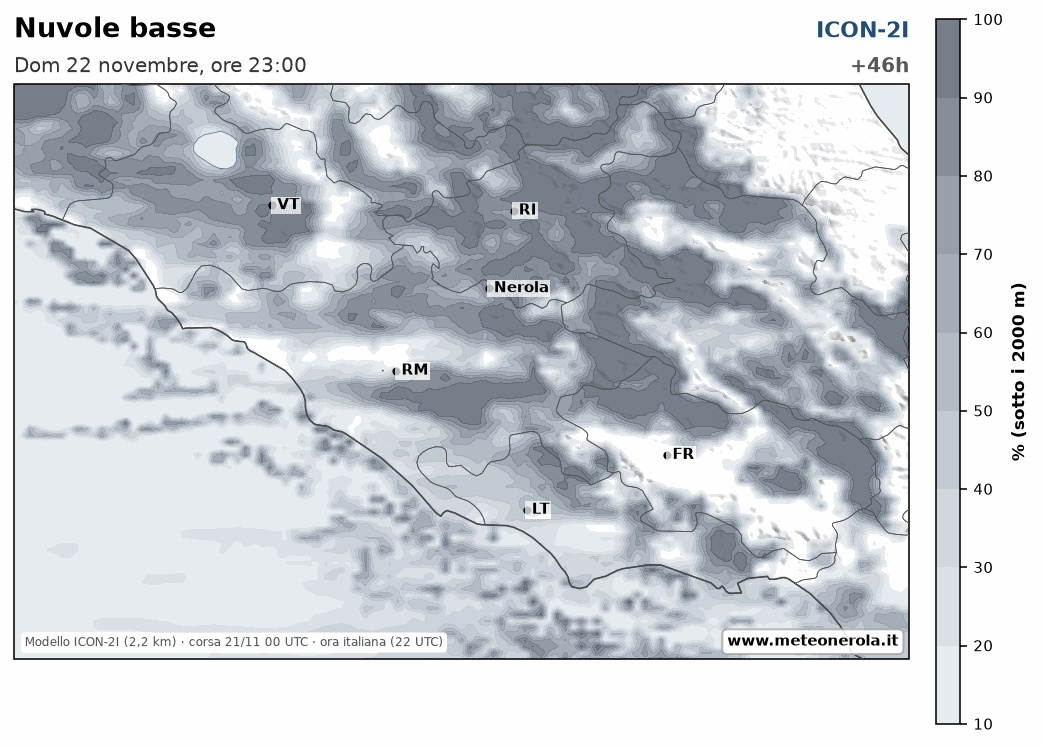 Nuvole basse
ICON-2I
Dom 22 novembre, ore 23:00
+46h
VT
RI
Nerola
RM
FR
LT
Modello ICON-2I (2,2 km) · corsa 21/11 00 UTC · ora italiana (22 UTC)
www.meteonerola.it
100
90
80
70
60
50
40
30
20
10
% (sotto i 2000 m)